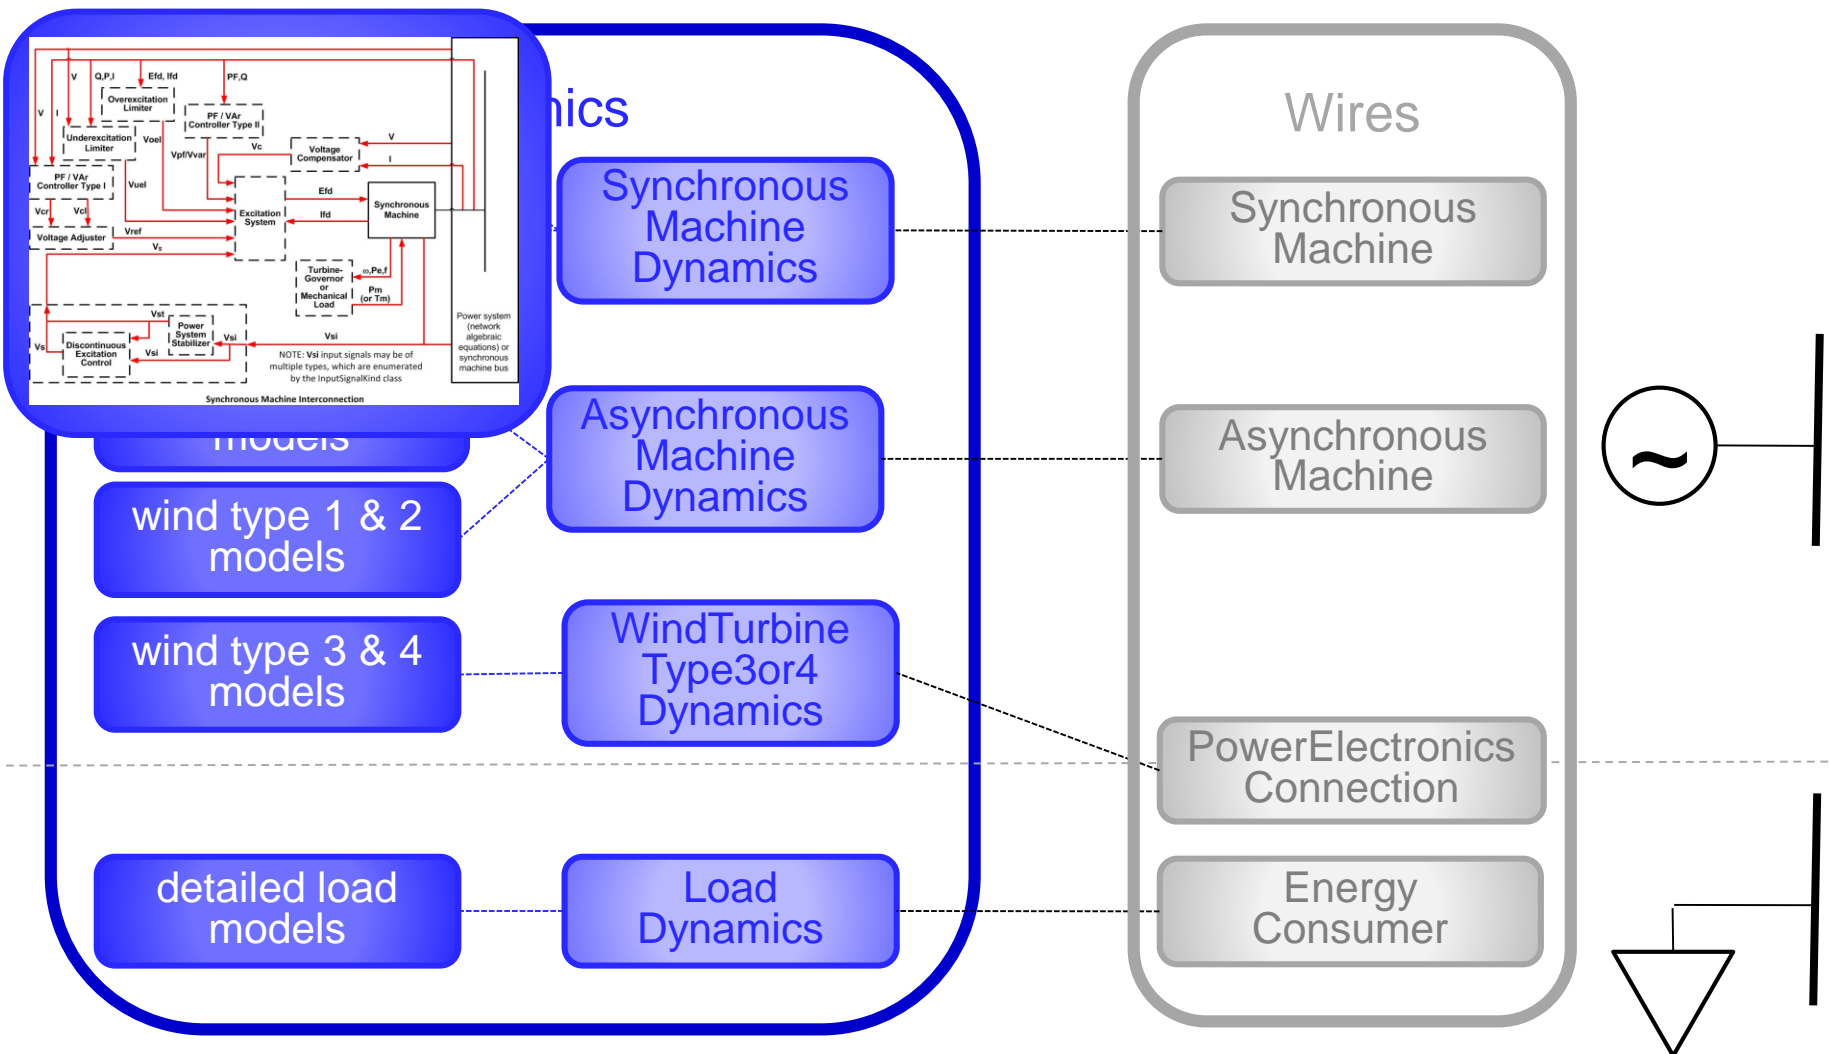 V
Q,P,I
Efd, Ifd
PF,Q
Overexcitation
Limiter
PF / VAr
Controller Type II
V
I
Underexcitation
Limiter
Voel
Vpf/Vvar
Vc
Voltage
Compensator
V
I
PF / VAr
Controller Type I
Vuel
Vcr
Vcl
Voltage Adjuster
Vref
Vs
Excitation
System
Efd
Ifd
Synchronous
Machine
Turbine-
Governor
or
Mechanical
Load
ω,Pe,f
Pm
(or Tm)
Vst
Power
System
Stabilizer
Vs
Discontinuous
Excitation
Control
Vsi
Vsi
Vsi
NOTE: Vsi input signals may be of
multiple types, which are enumerated
by the InputSignalKind class
Power system
(network
algebraic
equations) or
synchronous
machine bus
Synchronous Machine Interconnection
nics
Synchronous
Machine
Dynamics
Asynchronous
Machine
Dynamics
models
wind type 1 & 2
models
wind type 3 & 4
models
WindTurbine
Type3or4
Dynamics
detailed load
models
Load
Dynamics
Wires
Synchronous
Machine
Asynchronous
Machine
PowerElectronics
Connection
Energy
Consumer
~